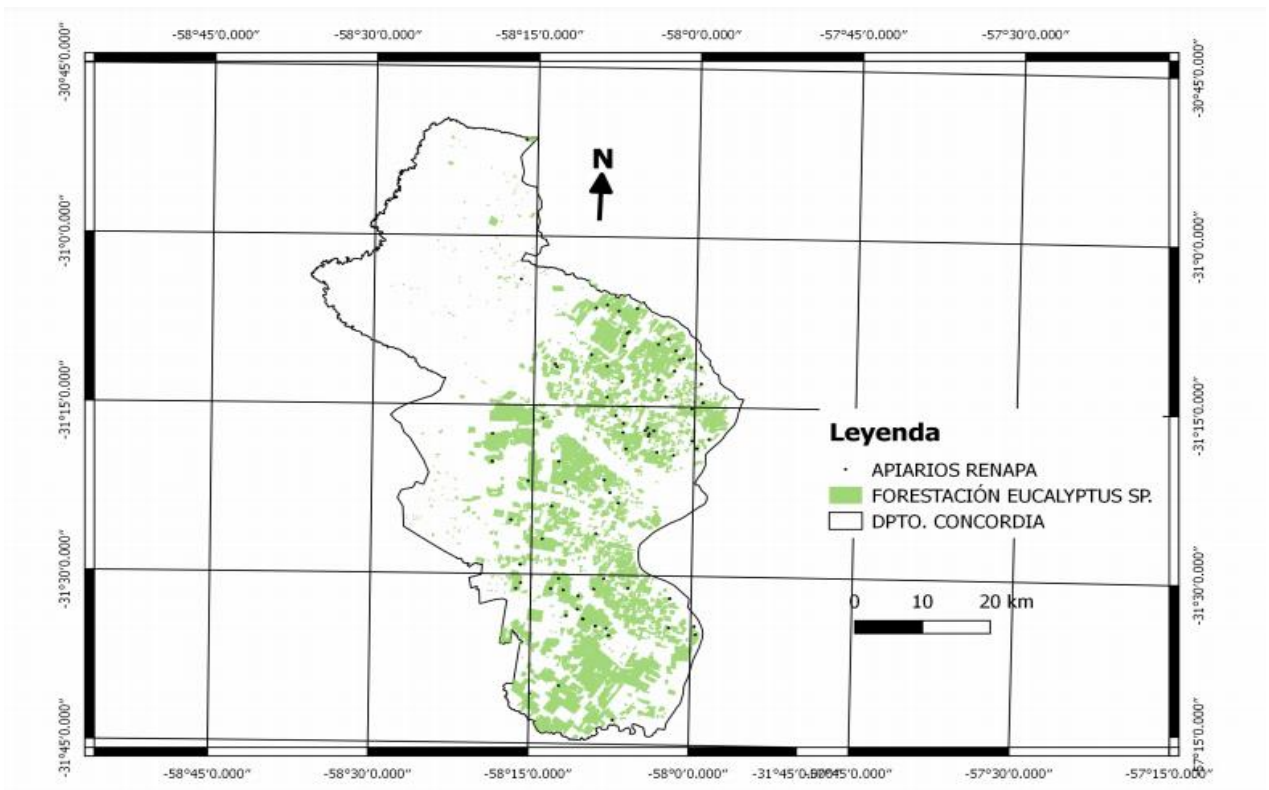 -58°45'0.000" -58°30'0.000" -58°15'0.000" -58°0'0.000" -57°45'0.000" -57°30'0.000"
-30°45'0.000" -30°45'0.000"
N
-31°0'0.000" -31°0'0.000"
-31°15'0.000" -31°15'0.000"
Leyenda
APIARIOS RENAPA
FORESTACIÓN EUCALYPTUS SP.
DPTO. CONCORDIA
-31°30'0.000" -31°30'0.000"
0 10 20 km
-31°45'0.000"
-58°45'0.000" -58°30'0.000" -58°15'0.000" -58°0'0.000" -57°30'0.000" -57°15'0.000"
-57°15'0.000"